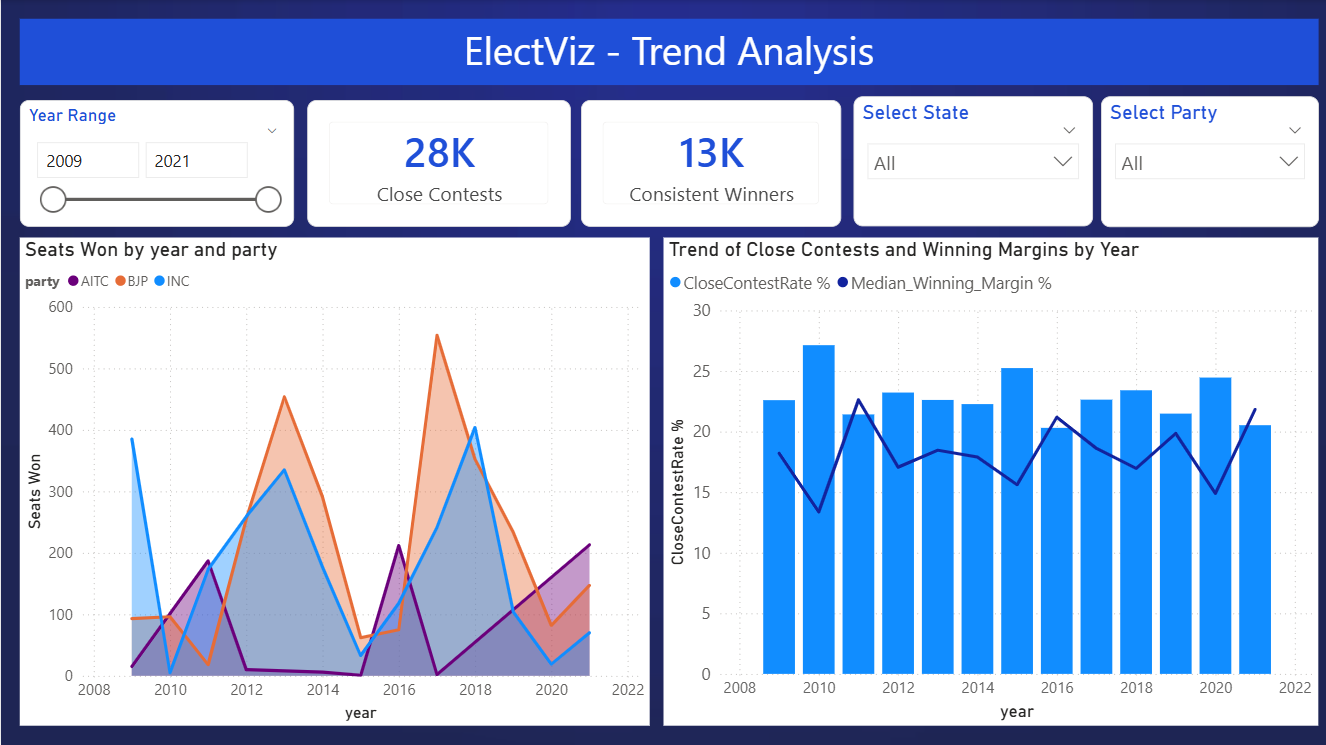 ElectViz - Trend Analysis
Year Range
2009 2021
28K
Close Contests
13K
Consistent Winners
Select State
All
Select Party
All
Seats Won by year and party
party AITC BJP INC
Seats Won
600
500
400
300
200
100
0
2008 2010 2012 2014 2016 2018 2020 2022
year
Trend of Close Contests and Winning Margins by Year
CloseContestRate % Median_Winning_Margin %
CloseContestRate %
30
25
20
15
10
5
0
2008 2010 2012 2014 2016 2018 2020 2022
year